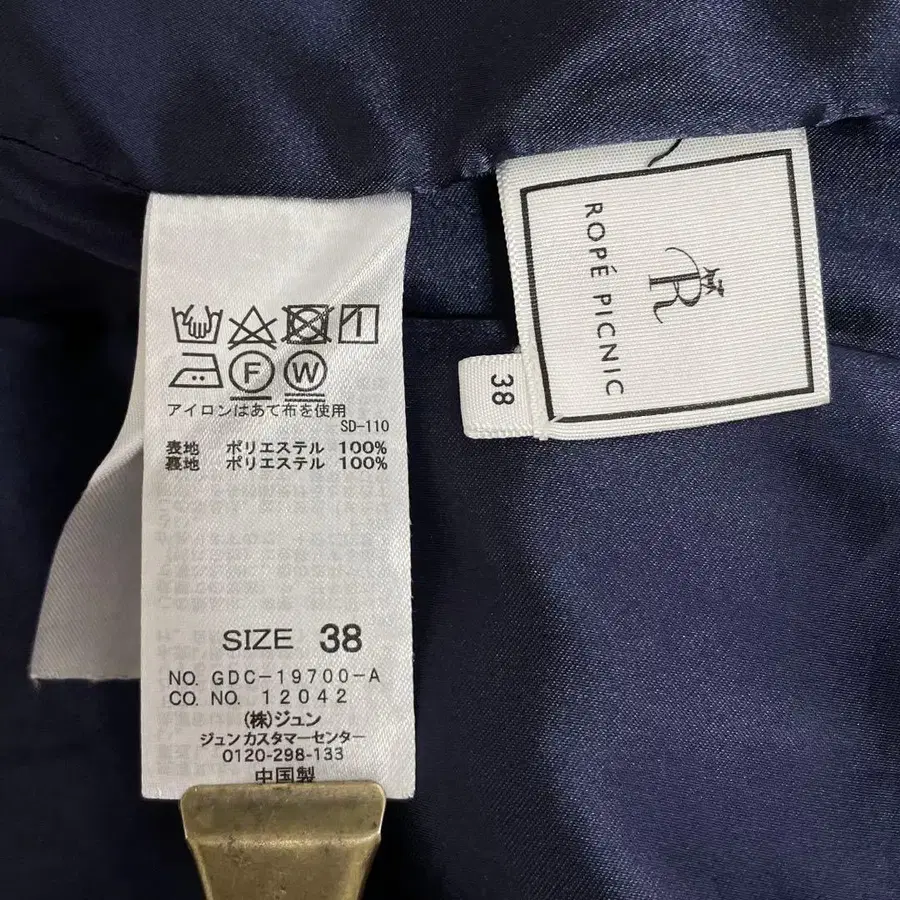 F W
アイロンはあて布を使用
SD-110
表地 ポリエステル 100%
裏地 ポリエステル 100%
SIZE 38
NO. GDC-19700-A
CO. NO. 12042
(株)ジュン
ジュン カスタマーセンター
0120-298-133
中国製
R
ROPÉ PICNIC
38